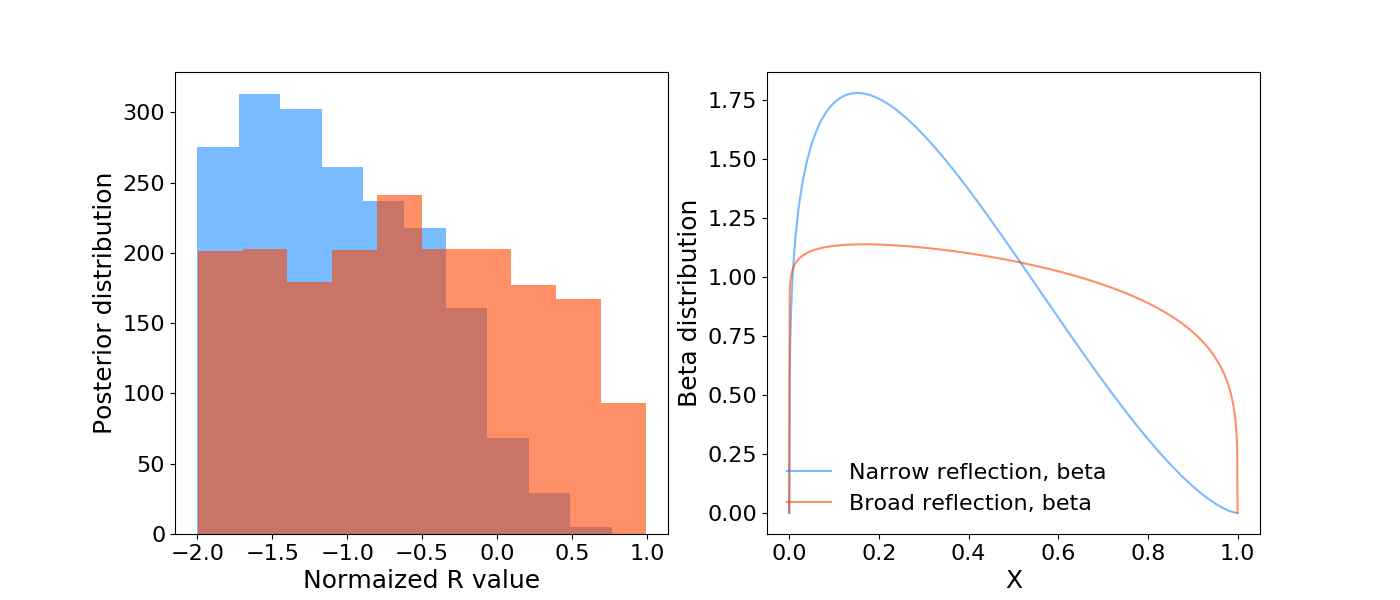 Posterior distribution
300
250
200
150
100
50
0
−2.0 −1.5 −1.0 −0.5 0.0 0.5 1.0
Normaized R value
Beta distribution
1.75
1.50
1.25
1.00
0.75
0.50
0.25
0.00
Narrow reflection, beta
Broad reflection, beta
0.0 0.2 0.4 0.6 0.8 1.0
X